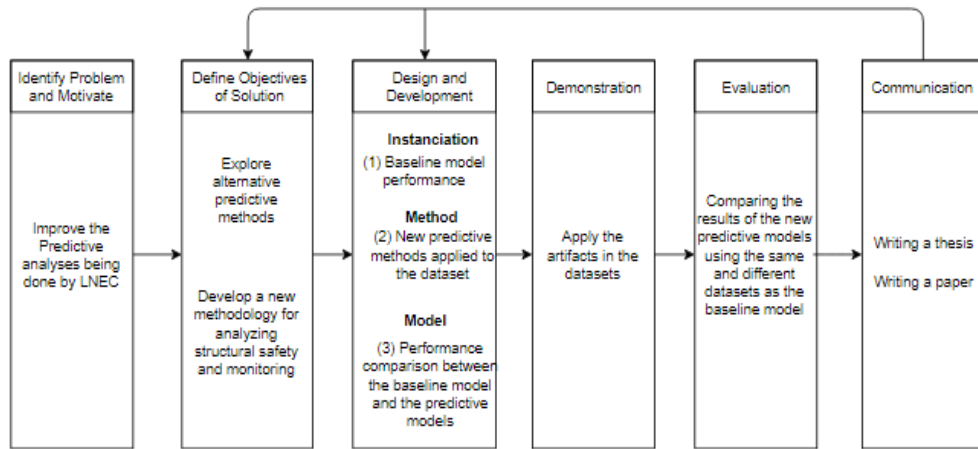 Identify Problem
and Motivate
Improve the
Predictive
analyses being
done by LNEC
Define Objectives
of Solution
Explore
alternative
predictive
methods
Develop a new
methodology for
analyzing
structural safety
and monitoring
Design and
Development
Instanciation
(1) Baseline model
performance
Method
(2) New predictive
methods applied to
the dataset
Model
(3) Performance
comparison between
the baseline model
and the predictive
models
Demonstration
Apply the
artifacts in the
datasets
Evaluation
Comparing the
results of the new
predictive models
using the same
and different
datasets as the
baseline model
Communication
Writing a thesis
Writing a paper